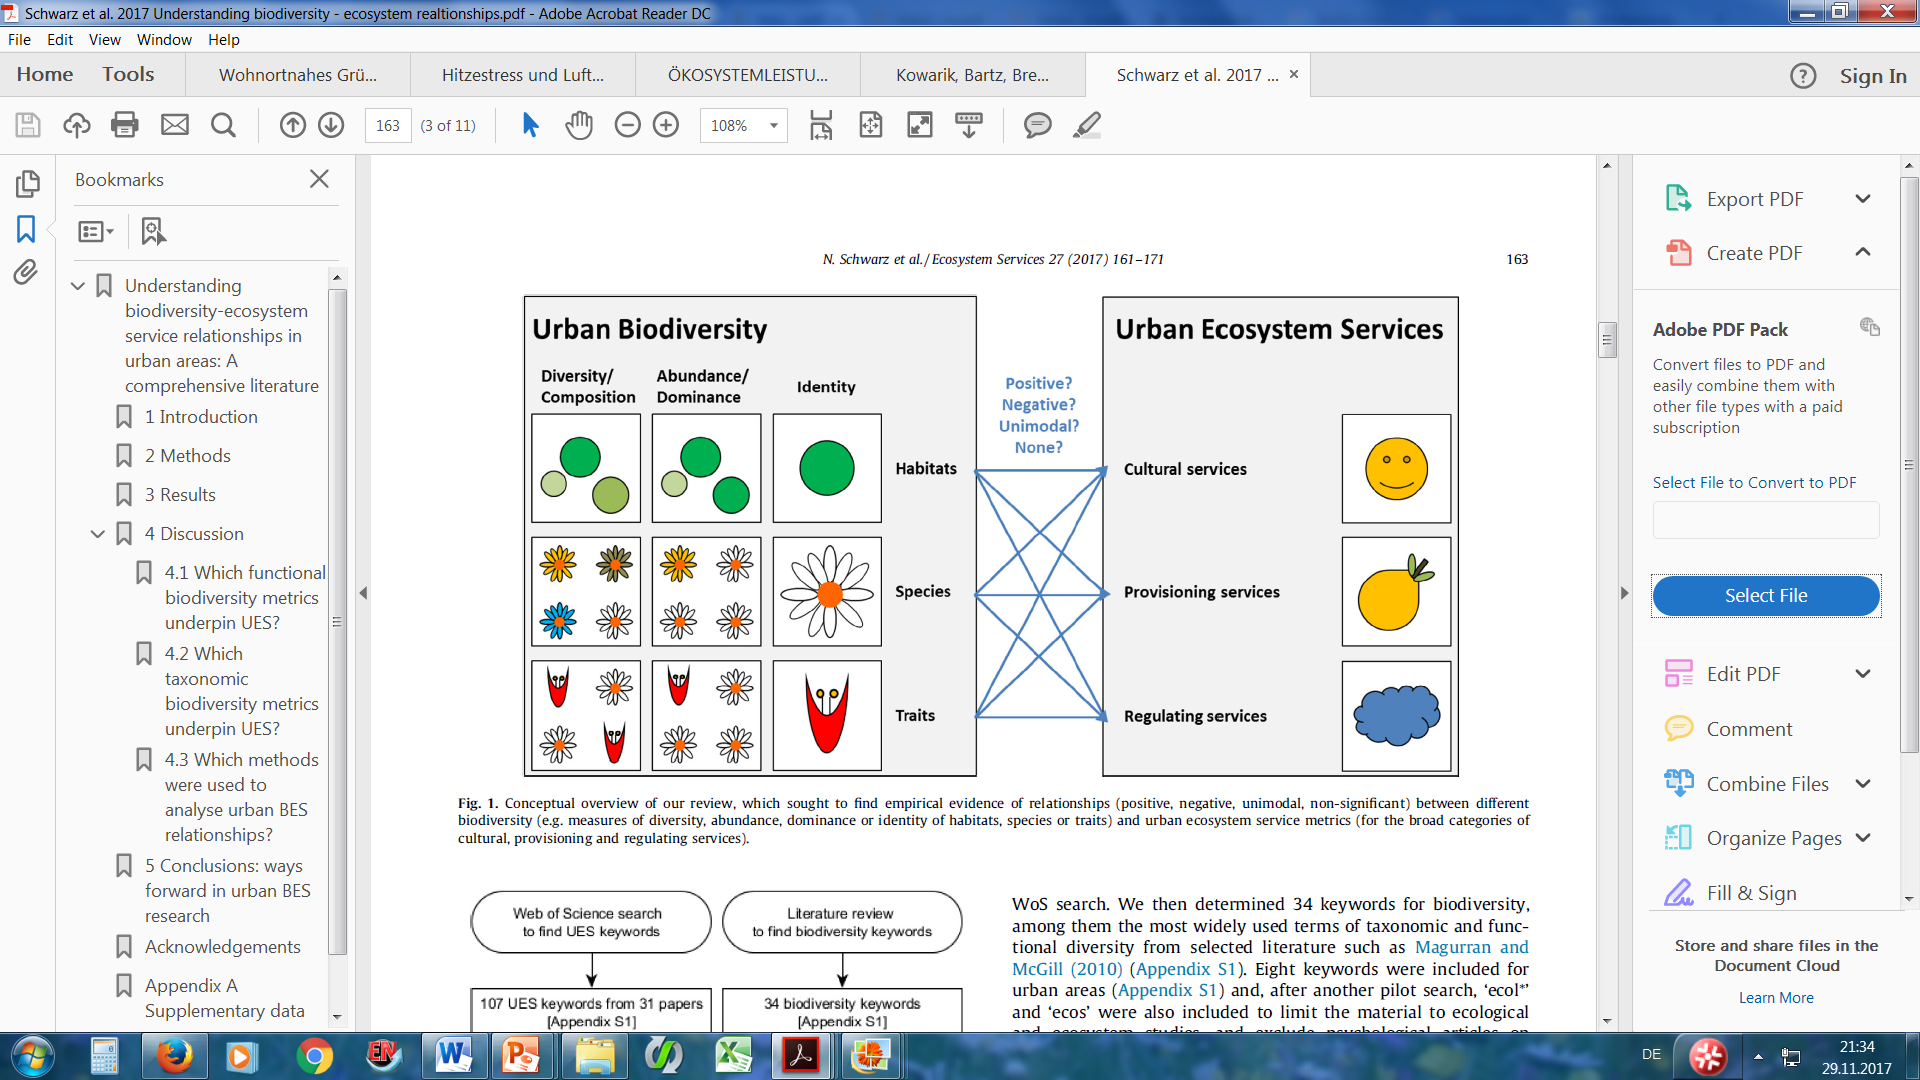 Schwarz et al. 2017 Understanding biodiversity - ecosystem realtionships.pdf - Adobe Acrobat Reader DC
File Edit View Window Help
Home Tools Wohnortnahes Grü... Hitzestress und Luft... ÖKOSYSTEMLEISTU... Kowarik, Bartz, Bre... Schwarz et al. 2017 ... × ? Sign In
163 (3 of 11) 108%
Bookmarks
Understanding
biodiversity-ecosystem
service relationships in
urban areas: A
comprehensive literature
1 Introduction
2 Methods
3 Results
4 Discussion
4.1 Which functional
biodiversity metrics
underpin UES?
4.2 Which
taxonomic
biodiversity metrics
underpin UES?
4.3 Which methods
were used to
analyse urban BES
relationships?
5 Conclusions: ways
forward in urban BES
research
Acknowledgements
Appendix A
Supplementary data
N. Schwarz et al. / Ecosystem Services 27 (2017) 161–171 163
Urban Biodiversity
Diversity/
Composition
Abundance/
Dominance
Identity
Habitats
Species
Traits
Positive?
Negative?
Unimodal?
None?
Urban Ecosystem Services
Cultural services
Provisioning services
Regulating services
Fig. 1. Conceptual overview of our review, which sought to find empirical evidence of relationships (positive, negative, unimodal, non-significant) between different
biodiversity (e.g. measures of diversity, abundance, dominance or identity of habitats, species or traits) and urban ecosystem service metrics (for the broad categories of
cultural, provisioning and regulating services).
Web of Science search
to find UES keywords
Literature review
to find biodiversity keywords
107 UES keywords from 31 papers
[Appendix S1]
34 biodiversity keywords
[Appendix S1]
WoS search. We then determined 34 keywords for biodiversity,
among them the most widely used terms of taxonomic and func-
tional diversity from selected literature such as Magurran and
McGill (2010) (Appendix S1). Eight keywords were included for
urban areas (Appendix S1) and, after another pilot search, ‘ecol*’
and ‘ecos’ were also included to limit the material to ecological
and ecosystem studies and exclude psychological articles on
Export PDF
Create PDF
Adobe PDF Pack
Convert files to PDF and
easily combine them with
other file types with a paid
subscription
Select File to Convert to PDF
Select File
Edit PDF
Comment
Combine Files
Organize Pages
Fill & Sign
Store and share files in the
Document Cloud
Learn More
DE
21:34
29.11.2017